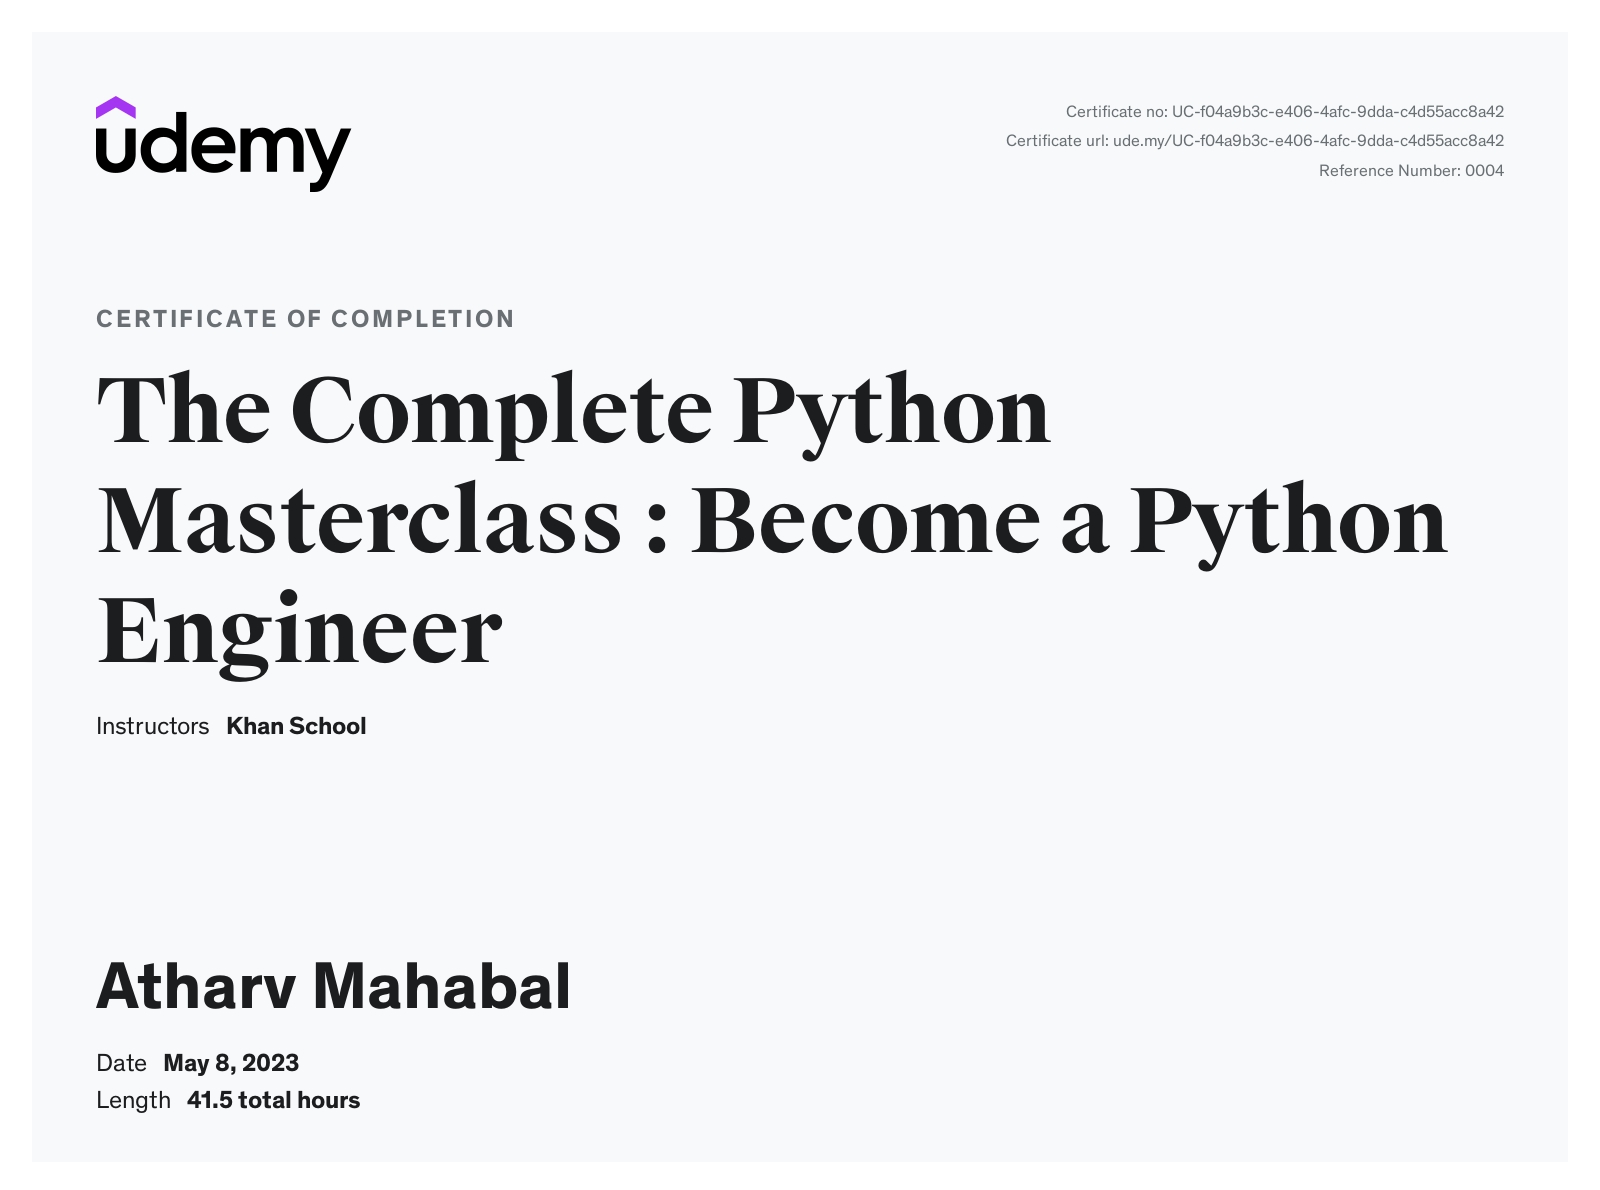 udemy
Certificate no: UC-f04a9b3c-e406-4afc-9dda-c4d55acc8a42
Certificate url: ude.my/UC-f04a9b3c-e406-4afc-9dda-c4d55acc8a42
Reference Number: 0004
CERTIFICATE OF COMPLETION
The Complete Python
Masterclass : Become a Python
Engineer
Instructors Khan School
Atharv Mahabal
Date May 8, 2023
Length 41.5 total hours